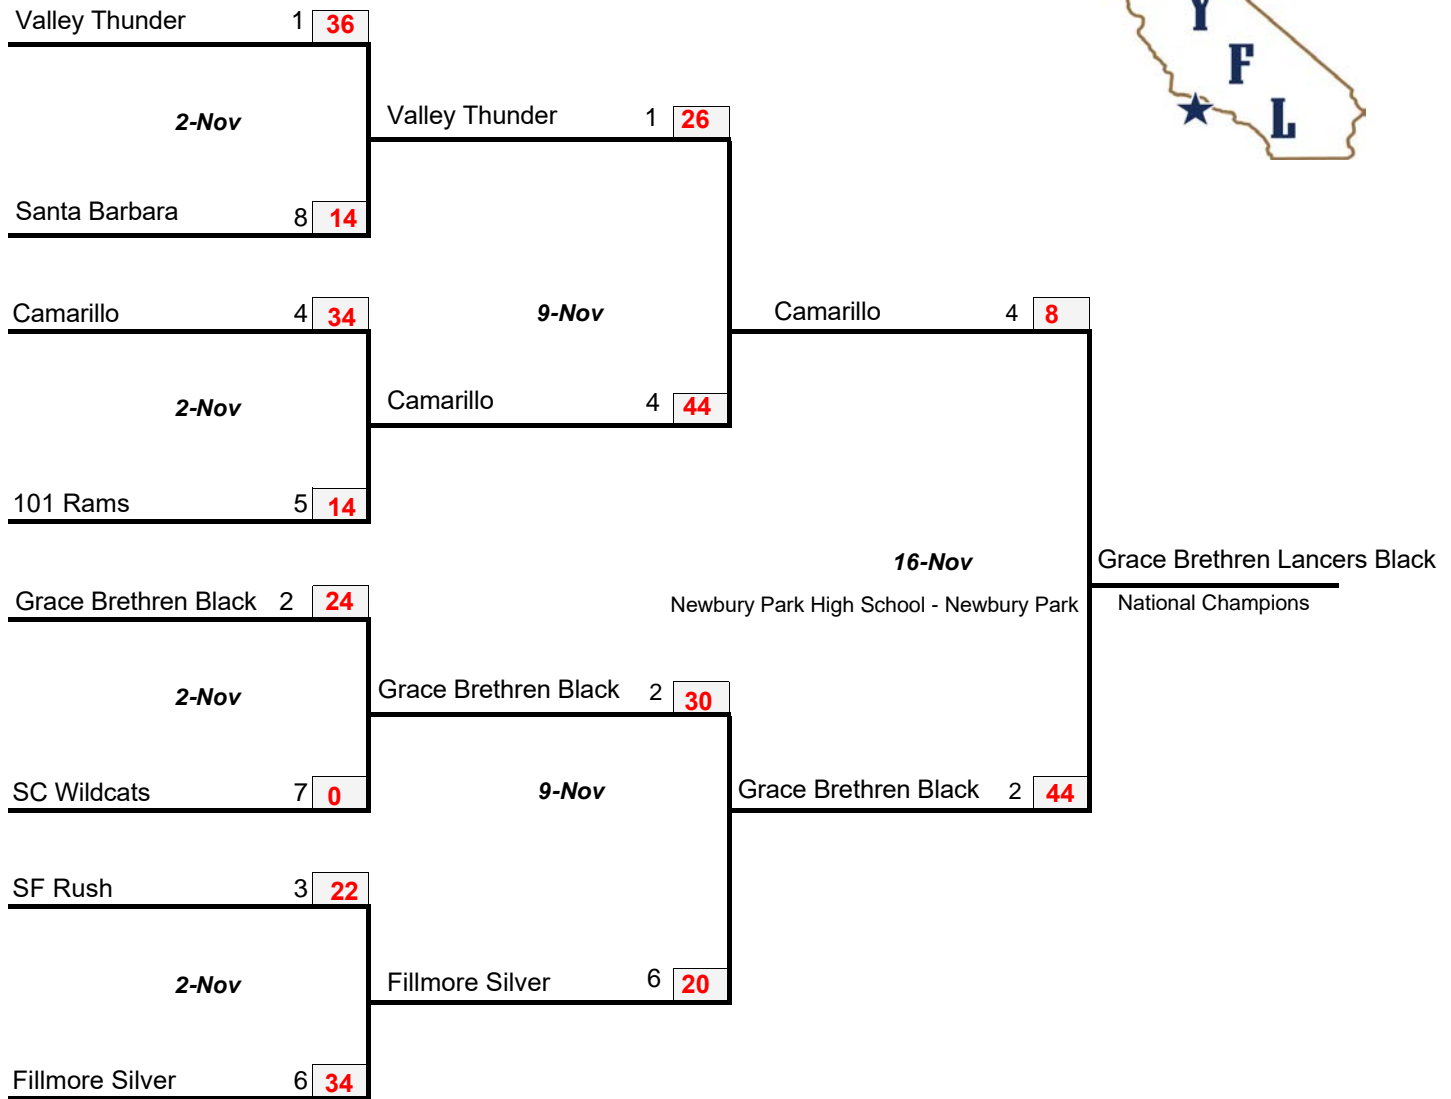 Valley Thunder 1 36
Y
F
L
2-Nov
Valley Thunder 1 26
Santa Barbara 8 14
Camarillo 4 34
9-Nov
Camarillo 4 8
2-Nov
Camarillo 4 44
101 Rams 5 14
16-Nov
Grace Brethren Lancers Black
Newbury Park High School - Newbury Park
National Champions
Grace Brethren Black 2 24
2-Nov
Grace Brethren Black 2 30
SC Wildcats 7 0
9-Nov
Grace Brethren Black 2 44
SF Rush 3 22
2-Nov
Fillmore Silver 6 20
Fillmore Silver 6 34